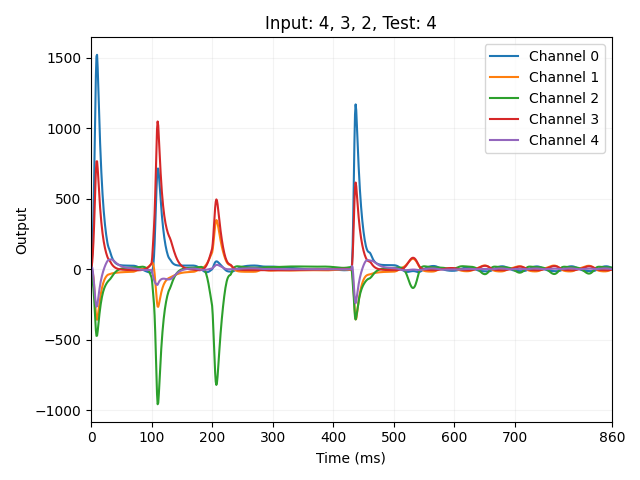 Input: 4, 3, 2, Test: 4
Channel 0
Channel 1
Channel 2
Channel 3
Channel 4
Output
1500
1000
500
0
−500
−1000
0 100 200 300 400 500 600 700 860
Time (ms)